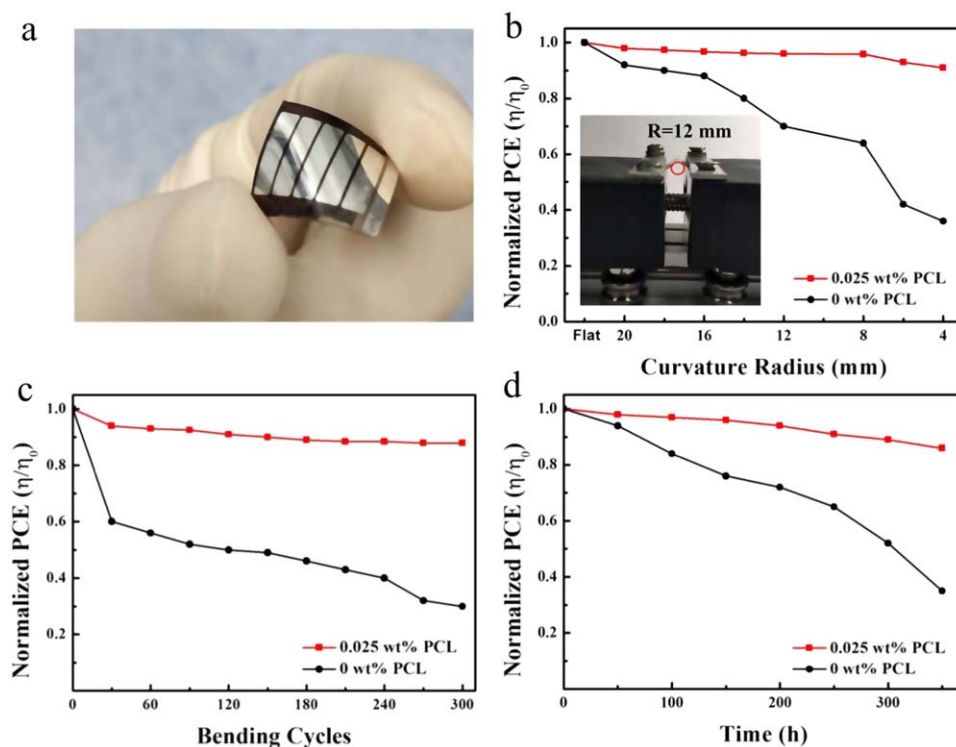 a
b
Normalized PCE (η/η₀)
1.0
0.8
0.6
0.4
0.2
0.0
R=12 mm
0.025 wt% PCL
0 wt% PCL
Flat 20 16 12 8 4
Curvature Radius (mm)
c
Normalized PCE (η/η₀)
1.0
0.8
0.6
0.4
0.2
0.025 wt% PCL
0 wt% PCL
0 60 120 180 240 300
Bending Cycles
d
Normalized PCE (η/η₀)
1.0
0.8
0.6
0.4
0.2
0.025 wt% PCL
0 wt% PCL
0 100 200 300
Time (h)